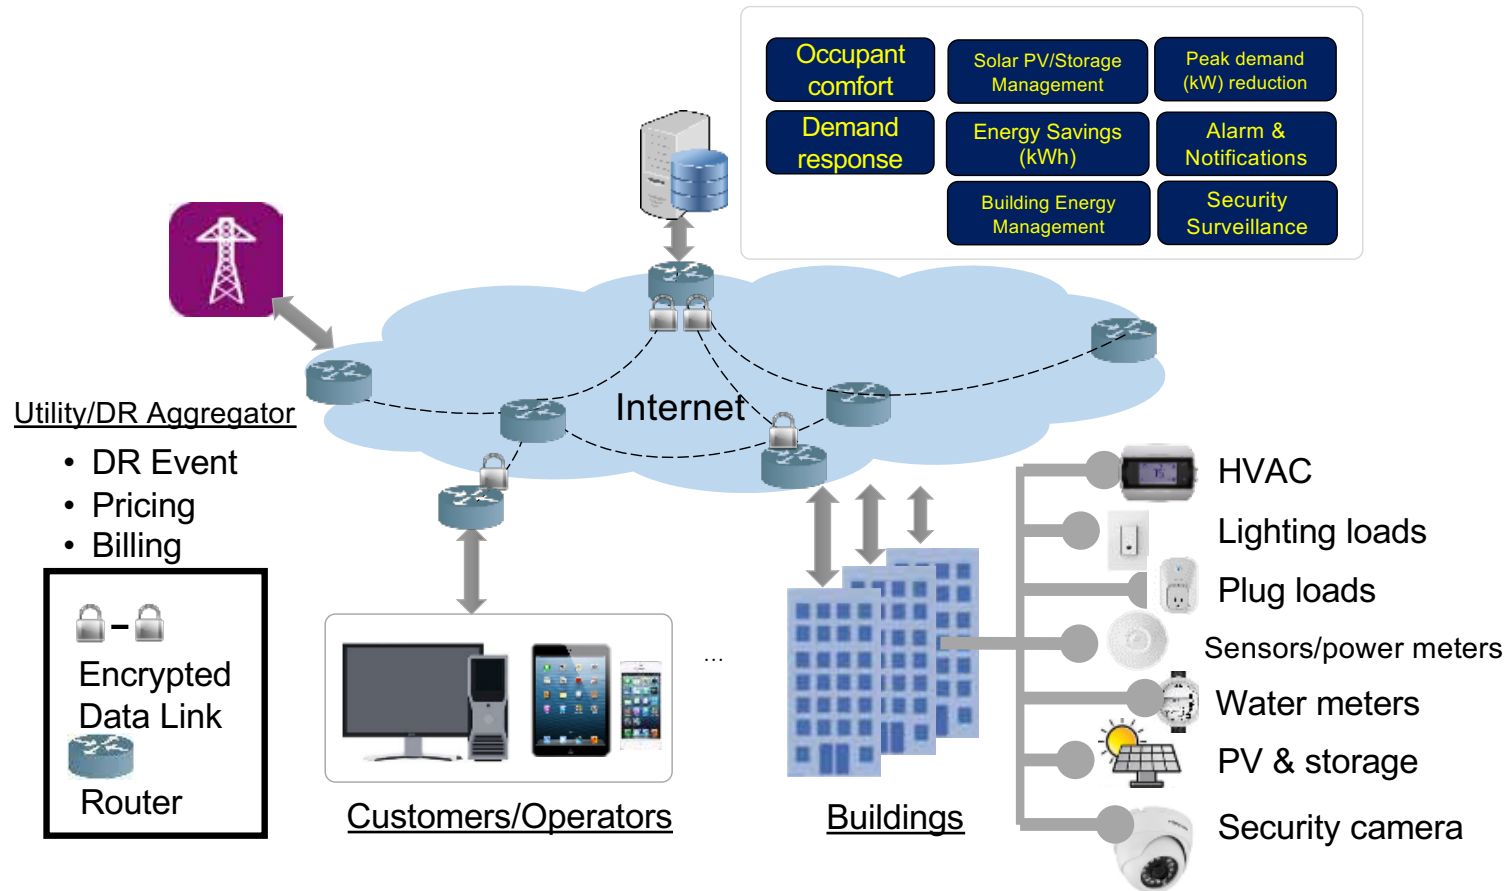 Occupant
comfort
Solar PV/Storage
Management
Peak demand
(kW) reduction
Demand
response
Energy Savings
(kWh)
Alarm &
Notifications
Building Energy
Management
Security
Surveillance
Internet
Utility/DR Aggregator
• DR Event
• Pricing
• Billing
Encrypted
Data Link
Router
...
Customers/Operators
Buildings
HVAC
Lighting loads
Plug loads
Sensors/power meters
Water meters
PV & storage
Security camera